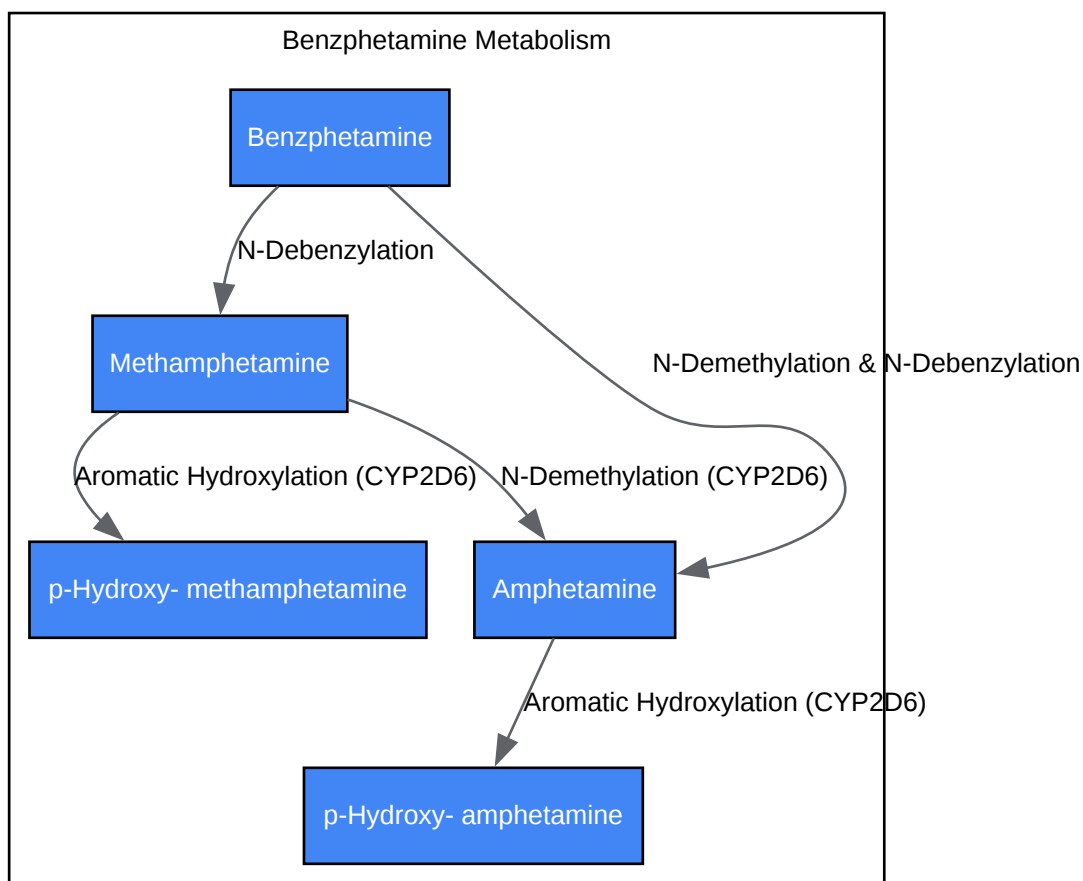 Benzphetamine Metabolism
Benzphetamine
N-Debenzylation
Methamphetamine
N-Demethylation & N-Debenzylation
Aromatic Hydroxylation (CYP2D6)
N-Demethylation (CYP2D6)
p-Hydroxy- methamphetamine
Amphetamine
Aromatic Hydroxylation (CYP2D6)
p-Hydroxy- amphetamine